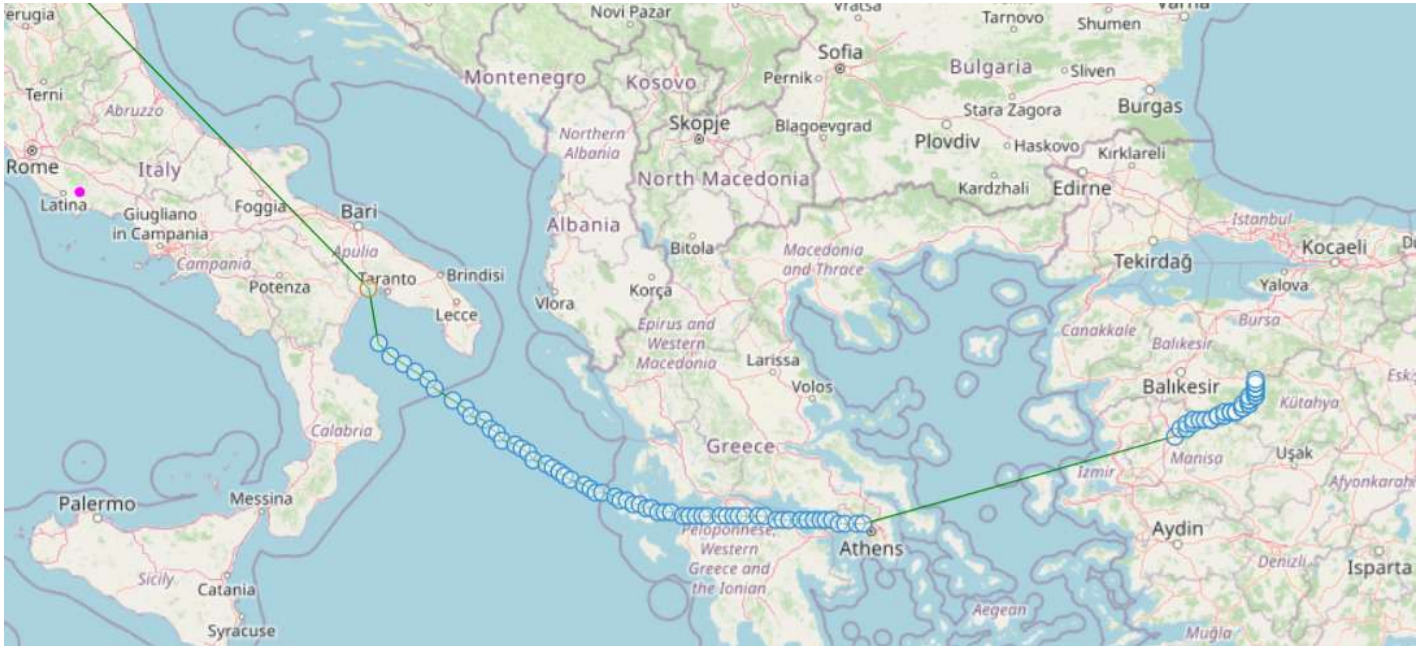 erugia
Novi Pazar
Vratsa
Tarnovo
Shumen
Varna
Sofia
Montenegro
Kosovo
Pernik
Bulgaria
Sliven
Terni
Abruzzo
Stara Zagora
Burgas
Skopje
Blagoevgrad
Plovdiv
Haskovo
Kırklareli
Northern
Albania
Rome
Italy
North Macedonia
Kardzhali
Edirne
Latina
Giugliano
in Campania
Foggia
Bari
Albania
Istanbul
Kocaeli
Campania
Apulia
Bitola
Macedonia
and Thrace
Tekirdağ
Potenza
Taranto
Brindisi
Yalova
Lecce
Vlora
Korça
Epirus and
Western
Macedonia
Canakkale
Bursa
Balıkesir
Larissa
Volos
Balıkesir
Kütahya
Calabria
Greece
Izmir
Manisa
Uşak
Afyonkarahi
Palermo
Messina
Peloponnese,
Western
Greece and
the Ionian
Athens
Aydin
Sicily
Catania
Denizli
Isparta
Aegean
Syracuse
Muğla